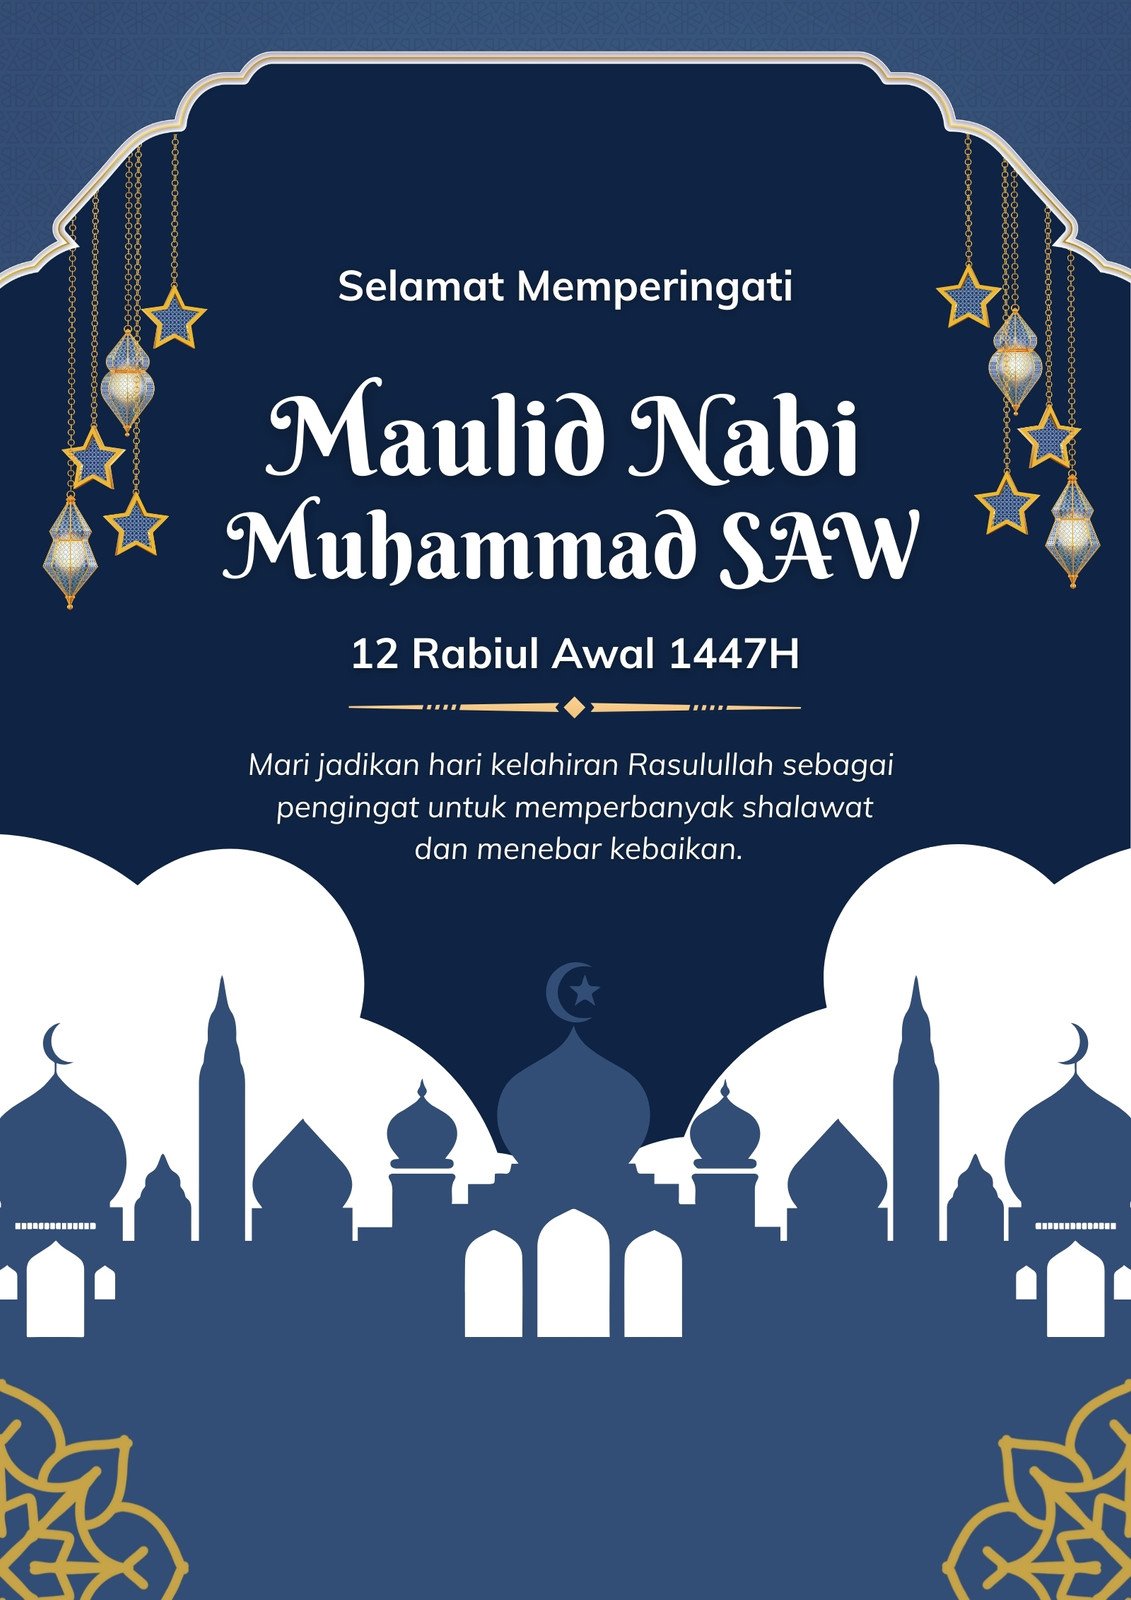 Selamat Memperingati
Maulid Nabi
Muhammad SAW
12 Rabiul Awal 1447H
Mari jadikan hari kelahiran Rasulullah sebagai
pengingat untuk memperbanyak shalawat
dan menebar kebaikan.